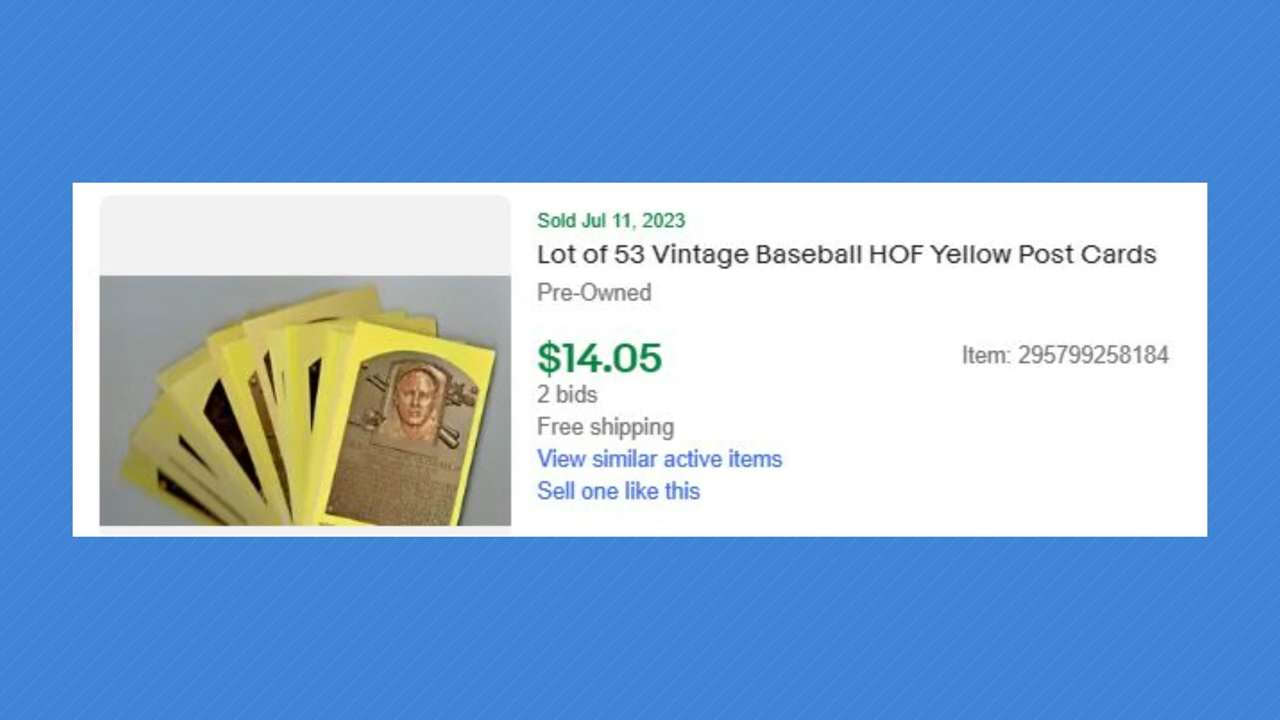 Sold Jul 11, 2023
Lot of 53 Vintage Baseball HOF Yellow Post Cards
Pre-Owned
$14.05
Item: 295799258184
2 bids
Free shipping
View similar active items
Sell one like this